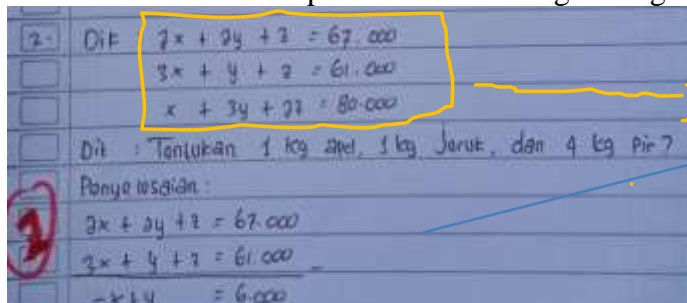 2. Dik : 2x + 2y + z = 67.000
3x + y + z = 61.000
x + 3y + 2z = 80.000
Dit : Tentukan 1 kg apel, 1 kg Jeruk, dan 4 kg Pir ?
Penyelesaian :
2x + 2y + z = 67.000
3x + y + z = 61.000 _
-x + y = 6.000